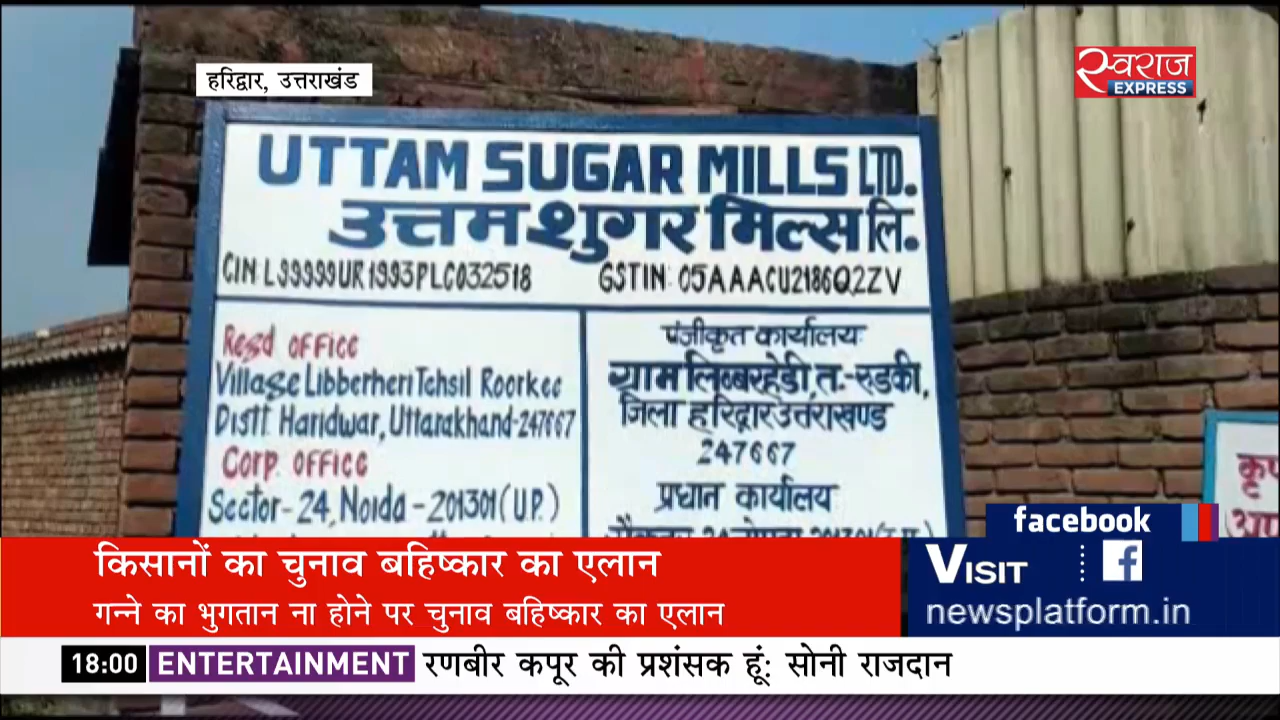 हरिद्वार, उत्तराखंड
स्वराज
EXPRESS
UTTAM SUGAR MILLS LTD.
उत्तम शुगर मिल्स लि.
CIN: L99999UR1993PLC032518
GSTIN: 05AAACU2186Q2ZV
Regd OFFICE
Village Libberheri Tehsil Roorkee
Distt Haridwar, Uttarakhand-247667
Corp. OFFICE
Sector-24, Noida-201301 (U.P.)
पंजीकृत कार्यालय
ग्राम लिब्बरहेडी त.-रुडकी,
जिला हरिद्वार उत्तराखण्ड
247667
प्रधान कार्यालय
facebook
VISIT
newsplatform.in
किसानों का चुनाव बहिष्कार का एलान
गन्ने का भुगतान ना होने पर चुनाव बहिष्कार का एलान
18:00 ENTERTAINMENT रणबीर कपूर की प्रशंसक हूं: सोनी राजदान